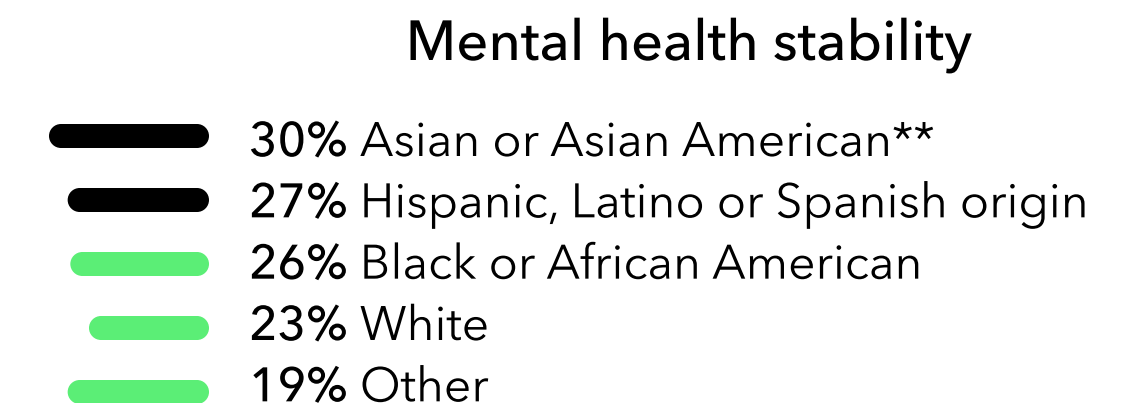 Mental health stability
30% Asian or Asian American**
27% Hispanic, Latino or Spanish origin
26% Black or African American
23% White
19% Other